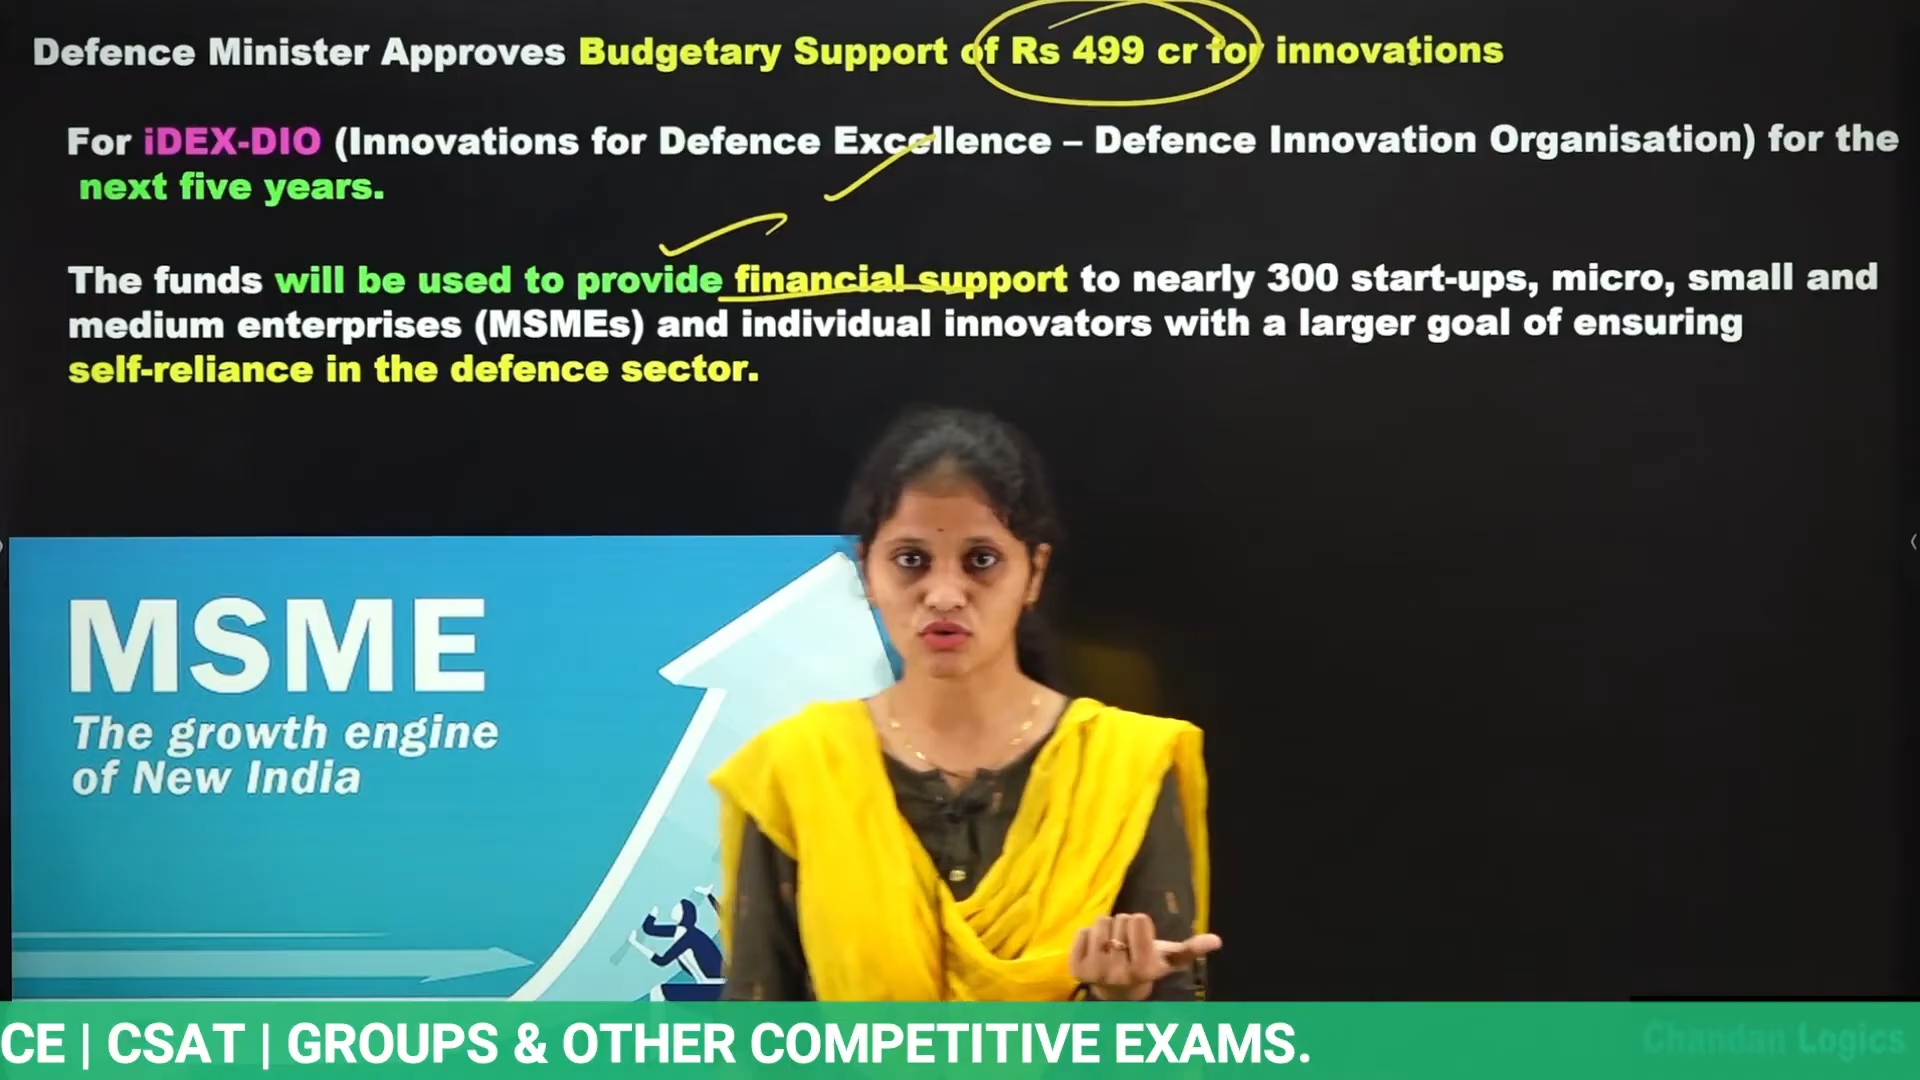 Defence Minister Approves Budgetary Support of Rs 499 cr for innovations
For iDEX-DIO (Innovations for Defence Excellence – Defence Innovation Organisation) for the
next five years.
The funds will be used to provide financial support to nearly 300 start-ups, micro, small and
medium enterprises (MSMEs) and individual innovators with a larger goal of ensuring
self-reliance in the defence sector.
MSME
The growth engine
of New India
CE | CSAT | GROUPS & OTHER COMPETITIVE EXAMS.
Chandan Logics